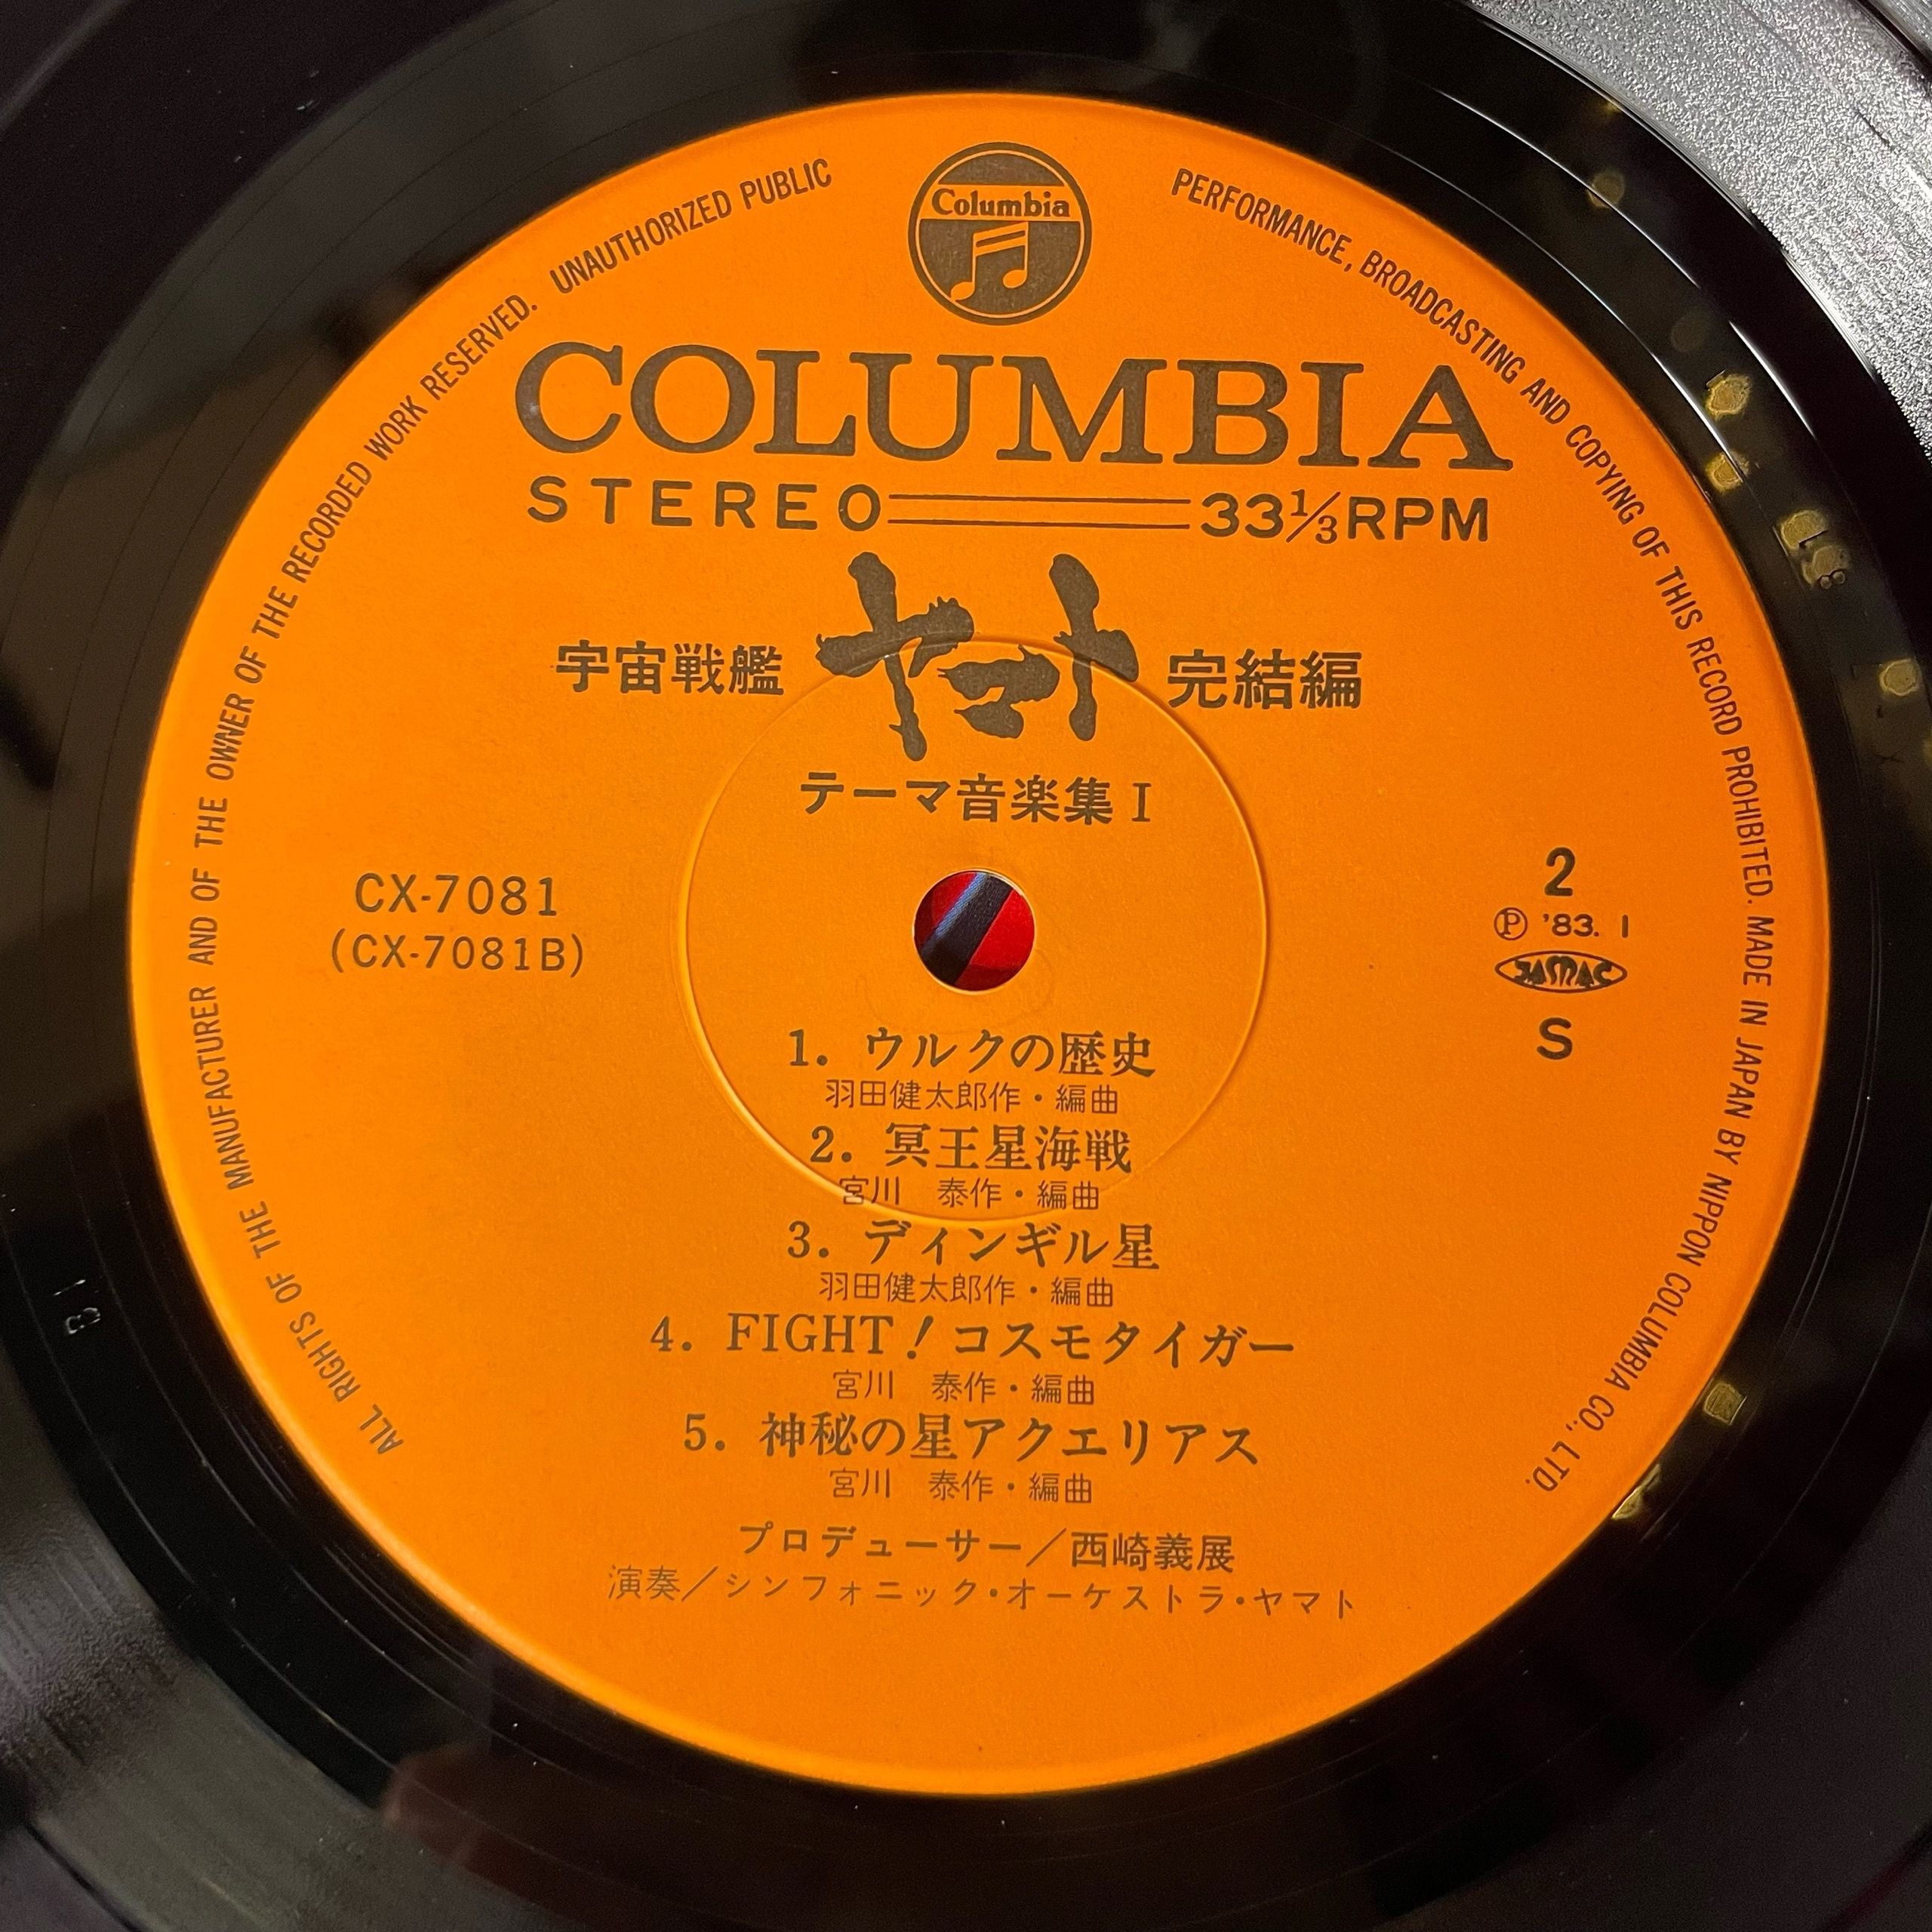 ALL RIGHTS OF THE MANUFACTURER AND OF THE OWNER OF THE RECORDED WORK RESERVED. UNAUTHORIZED PUBLIC PERFORMANCE, BROADCASTING AND COPYING OF THIS RECORD PROHIBITED. MADE IN JAPAN BY NIPPON COLUMBIA CO., LTD.
Columbia
COLUMBIA
STEREO 33⅓RPM
宇宙戦艦 ヤマト 完結編
テーマ音楽集 I
CX-7081
(CX-7081B)
2
Ⓟ '83. 1
JASRAC
S
1. ウルクの歴史
羽田健太郎作・編曲
2. 冥王星海戦
宮川 泰作・編曲
3. ディンギル星
羽田健太郎作・編曲
4. FIGHT！コスモタイガー
宮川 泰作・編曲
5. 神秘の星アクエリアス
宮川 泰作・編曲
プロデューサー／西崎義展
演奏／シンフォニック・オーケストラ・ヤマト